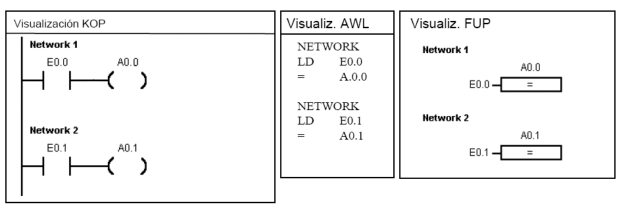 Visualización KOP
Network 1
E0.0 A0.0
Network 2
E0.1 A0.1
Visualiz. AWL
NETWORK
LD E0.0
= A.0.0
NETWORK
LD E0.1
= A0.1
Visualiz. FUP
Network 1
A0.0
E0.0 =
Network 2
A0.1
E0.1 =